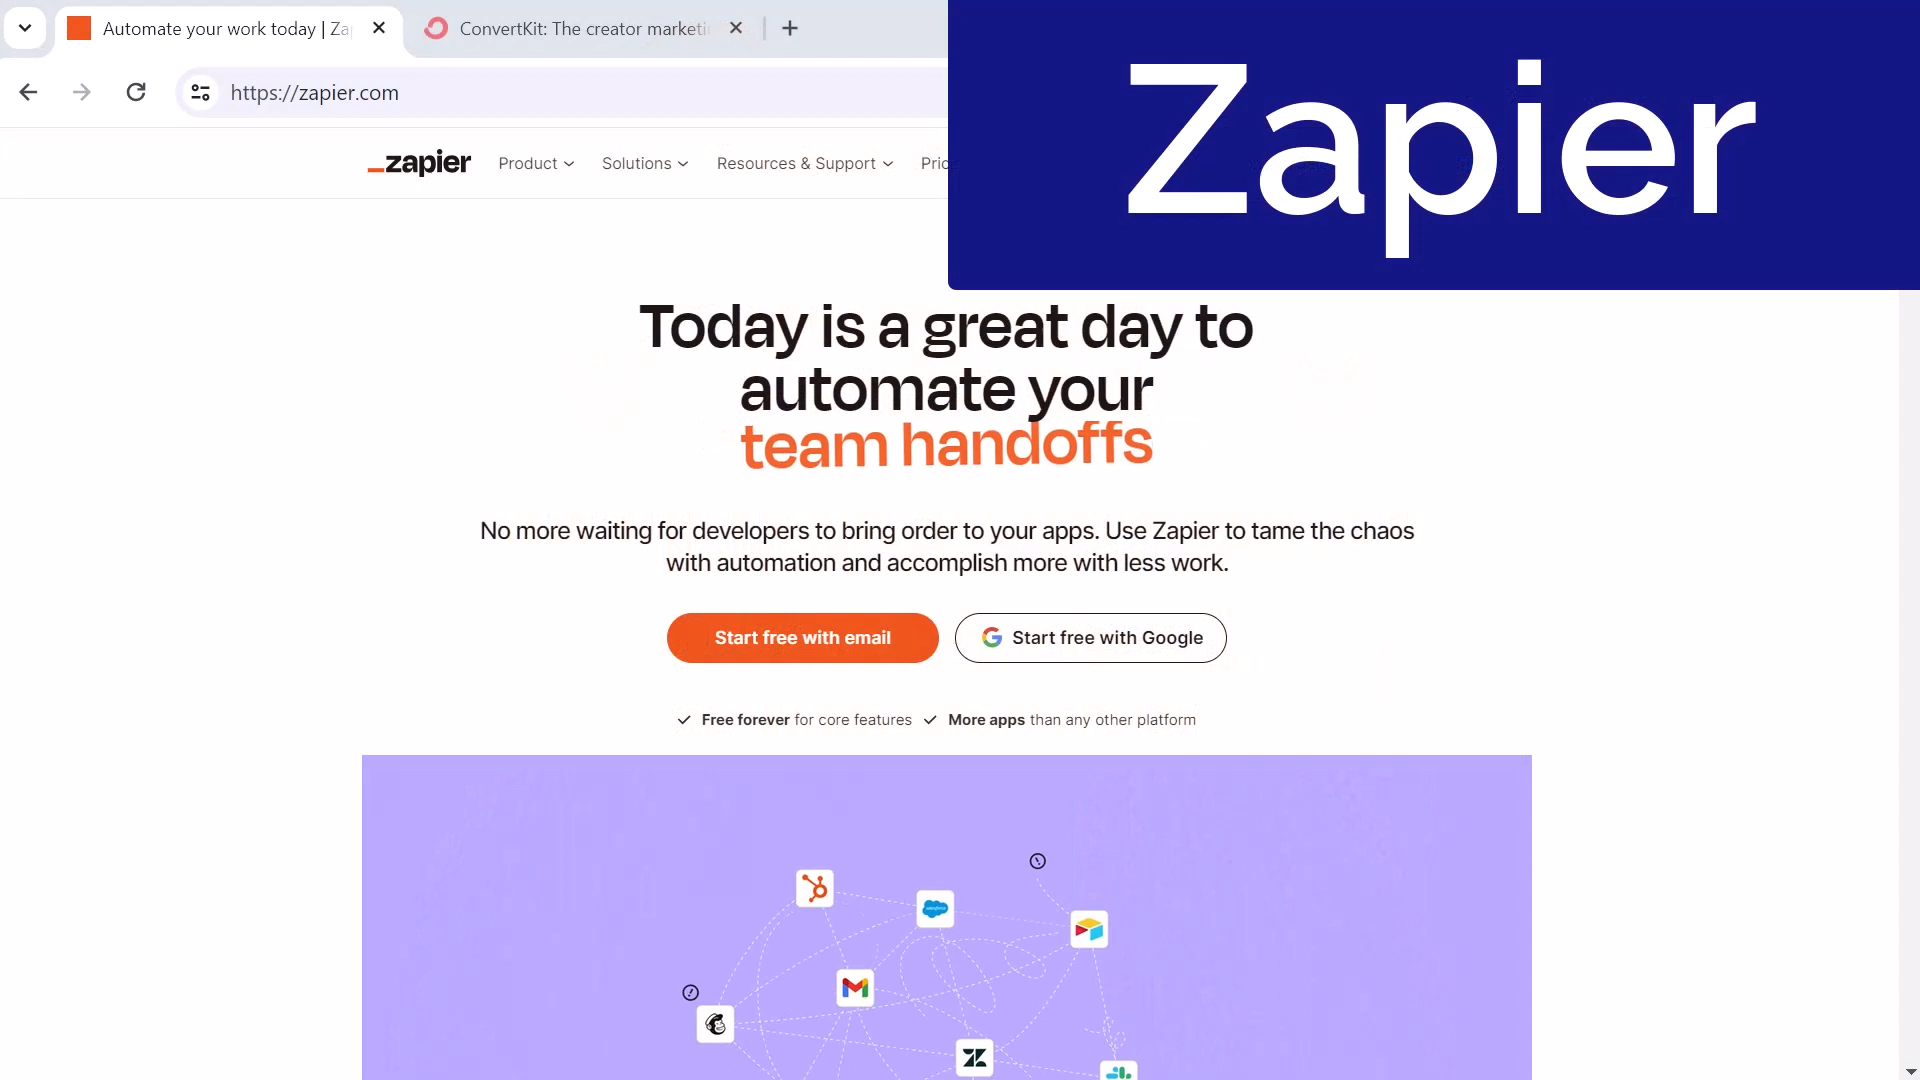 Automate your work today | Za
ConvertKit: The creator marketi
https://zapier.com
Zapier
zapier
Product
Solutions
Resources & Support
Pric
Today is a great day to
automate your
team handoffs
No more waiting for developers to bring order to your apps. Use Zapier to tame the chaos
with automation and accomplish more with less work.
Start free with email
Start free with Google
Free forever for core features
More apps than any other platform
salesforce